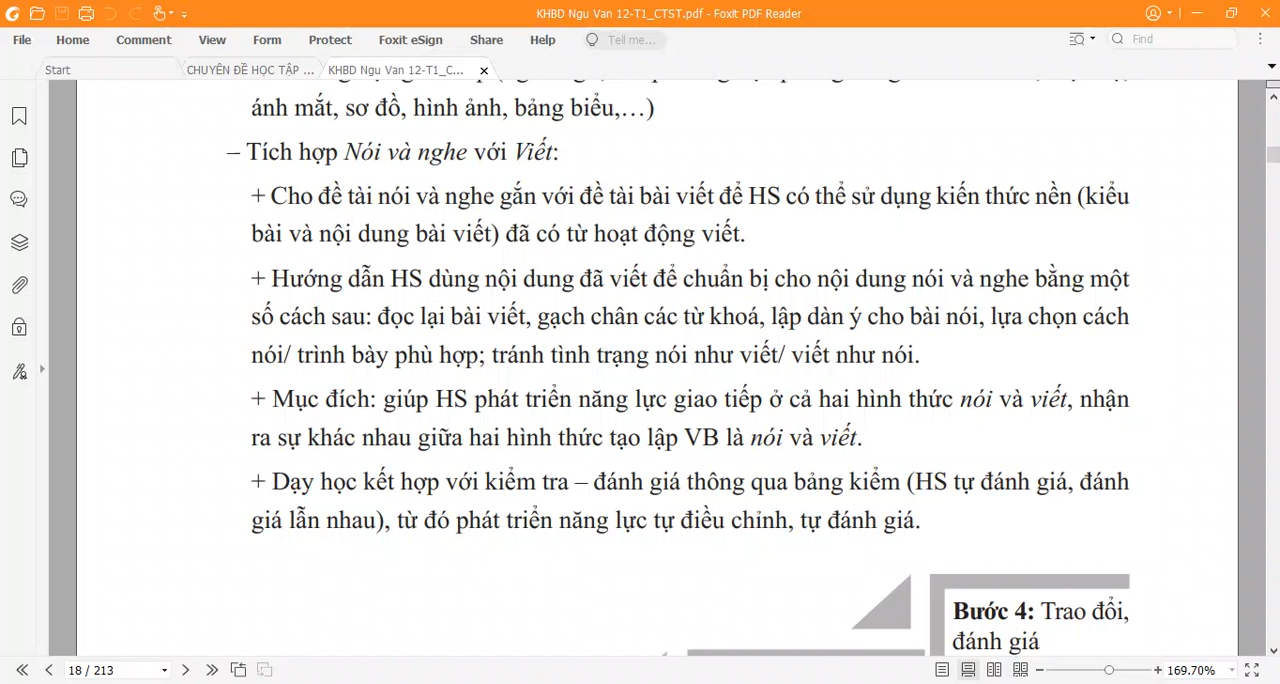 KHBD Ngu Van 12-T1_CTST.pdf - Foxit PDF Reader
File Home Comment View Form Protect Foxit eSign Share Help Tell me... Find
Start CHUYÊN ĐỀ HỌC TẬP ... KHBD Ngu Van 12-T1_C...
ánh mắt, sơ đồ, hình ảnh, bảng biểu,…)
– Tích hợp Nói và nghe với Viết:
+ Cho đề tài nói và nghe gắn với đề tài bài viết để HS có thể sử dụng kiến thức nền (kiểu
bài và nội dung bài viết) đã có từ hoạt động viết.
+ Hướng dẫn HS dùng nội dung đã viết để chuẩn bị cho nội dung nói và nghe bằng một
số cách sau: đọc lại bài viết, gạch chân các từ khoá, lập dàn ý cho bài nói, lựa chọn cách
nói/ trình bày phù hợp; tránh tình trạng nói như viết/ viết như nói.
+ Mục đích: giúp HS phát triển năng lực giao tiếp ở cả hai hình thức nói và viết, nhận
ra sự khác nhau giữa hai hình thức tạo lập VB là nói và viết.
+ Dạy học kết hợp với kiểm tra – đánh giá thông qua bảng kiểm (HS tự đánh giá, đánh
giá lẫn nhau), từ đó phát triển năng lực tự điều chỉnh, tự đánh giá.
Bước 4: Trao đổi,
đánh giá
18 / 213 169.70%